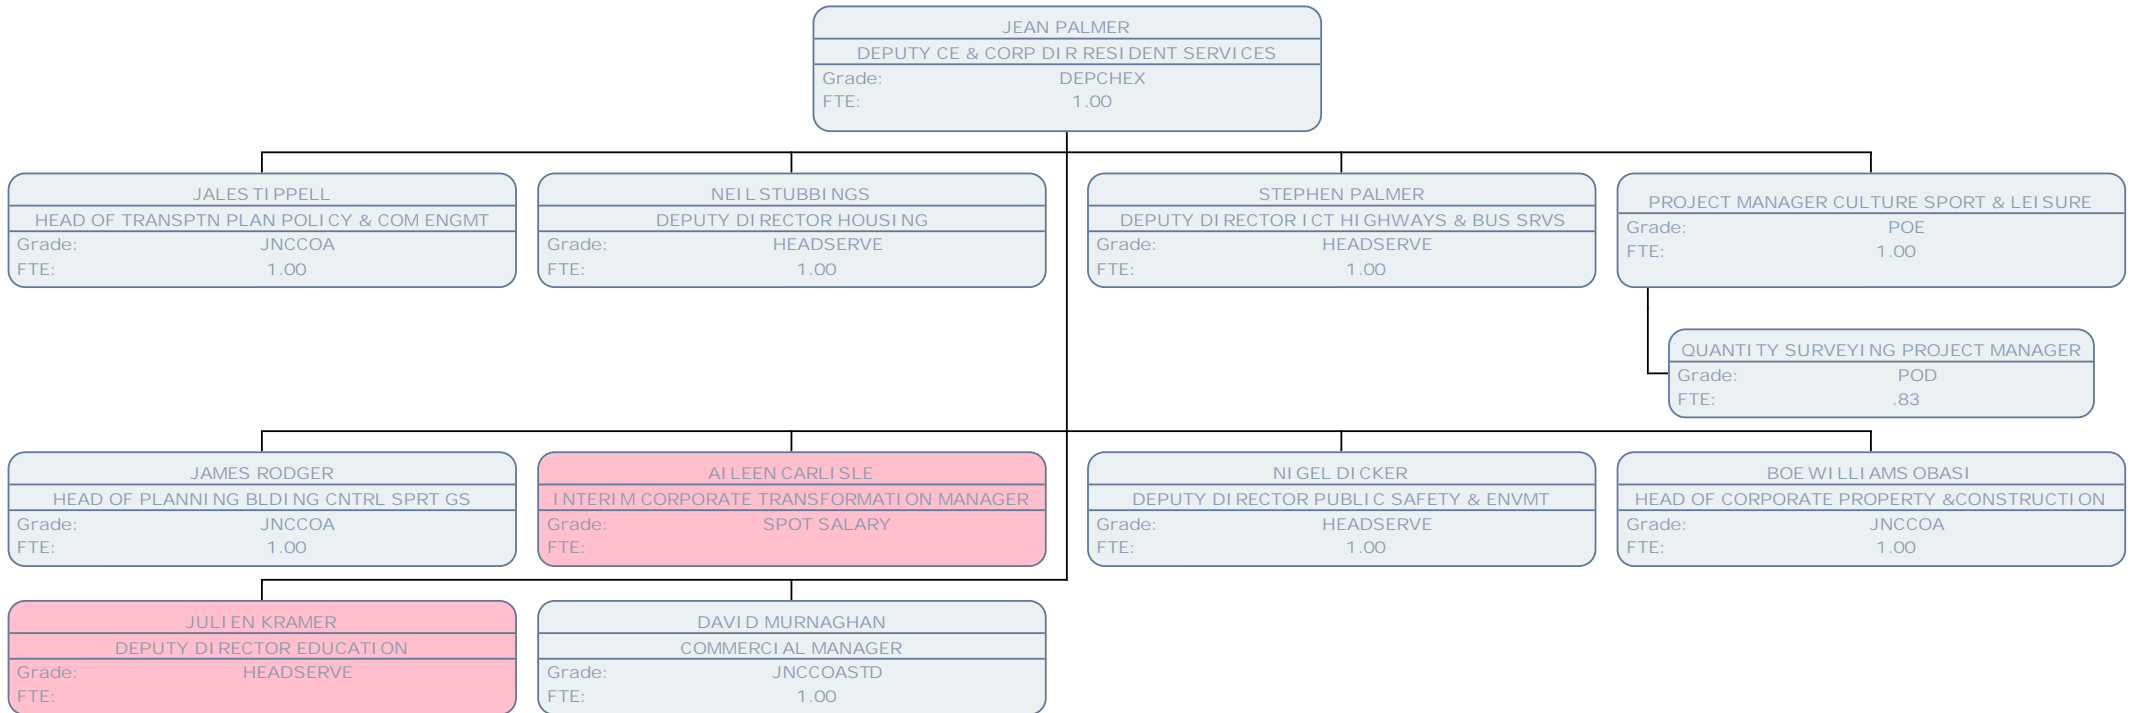 JEAN PALMER
DEPUTY CE & CORP DIR RESIDENT SERVICES
Grade: DEPCHEX
FTE: 1.00
JALES TIPPELL
HEAD OF TRANSPTN PLAN POLICY & COM ENGMT
Grade: JNCCOA
FTE: 1.00
NEIL STUBBINGS
DEPUTY DIRECTOR HOUSING
Grade: HEADSERVE
FTE: 1.00
STEPHEN PALMER
DEPUTY DIRECTOR ICT HIGHWAYS & BUS SRVS
Grade: HEADSERVE
FTE: 1.00
PROJECT MANAGER CULTURE SPORT & LEISURE
Grade: POE
FTE: 1.00
QUANTITY SURVEYING PROJECT MANAGER
Grade: POD
FTE: .83
JAMES RODGER
HEAD OF PLANNING BLDING CNTRL SPRT GS
Grade: JNCCOA
FTE: 1.00
AILEEN CARLISLE
INTERIM CORPORATE TRANSFORMATION MANAGER
Grade: SPOT SALARY
FTE:
NIGEL DICKER
DEPUTY DIRECTOR PUBLIC SAFETY & ENVMT
Grade: HEADSERVE
FTE: 1.00
BOE WILLIAMS OBASI
HEAD OF CORPORATE PROPERTY &CONSTRUCTION
Grade: JNCCOA
FTE: 1.00
JULIEN KRAMER
DEPUTY DIRECTOR EDUCATION
Grade: HEADSERVE
FTE:
DAVID MURNAGHAN
COMMERCIAL MANAGER
Grade: JNCCOASTD
FTE: 1.00